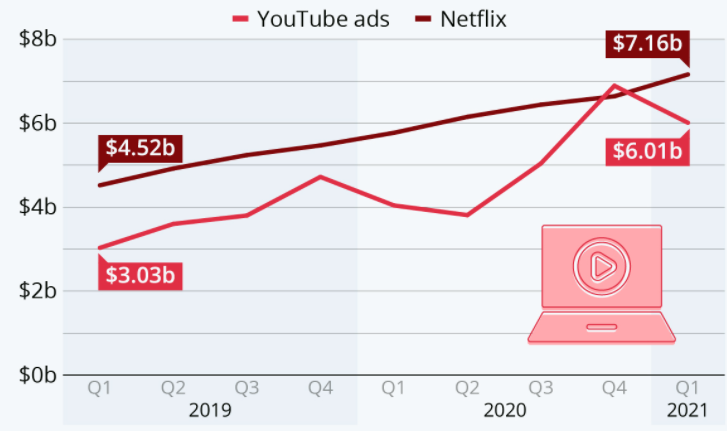 YouTube ads Netflix
$8b
$7.16b
$6b
$4.52b
$6.01b
$4b
$3.03b
$2b
$0b
Q1 Q2 Q3 Q4 Q1 Q2 Q3 Q4 Q1
2019 2020 2021